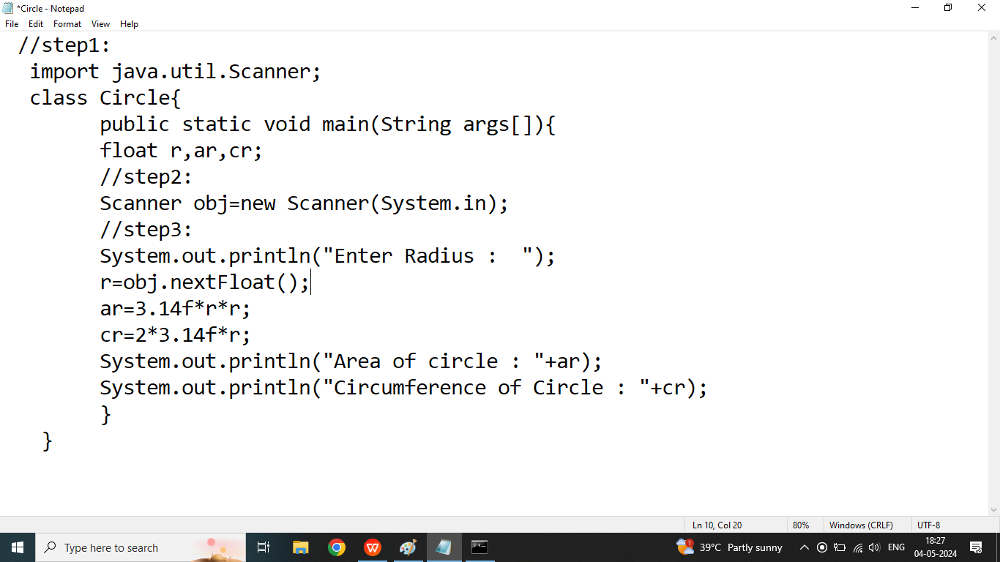 *Circle - Notepad
File Edit Format View Help
//step1:
import java.util.Scanner;
class Circle{
public static void main(String args[]){
float r,ar,cr;
//step2:
Scanner obj=new Scanner(System.in);
//step3:
System.out.println("Enter Radius :  ");
r=obj.nextFloat();
ar=3.14f*r*r;
cr=2*3.14f*r;
System.out.println("Area of circle : "+ar);
System.out.println("Circumference of Circle : "+cr);
}
}
Ln 10, Col 20 80% Windows (CRLF) UTF-8
Type here to search W C:\. 1 39°C Partly sunny ENG 18:27
04-05-2024